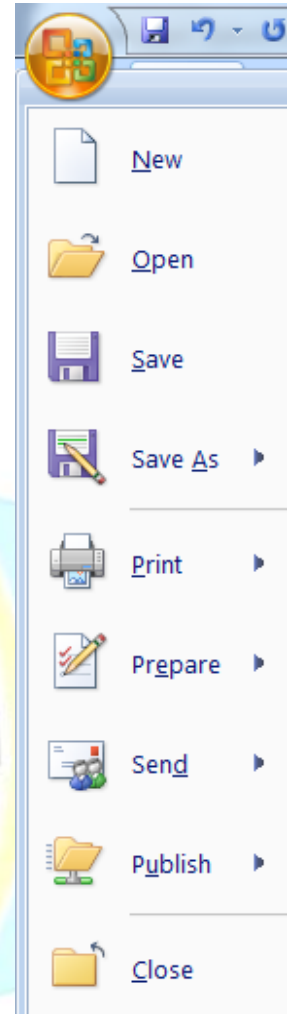 New
Open
Save
Save As
Print
Prepare
Send
Publish
Close